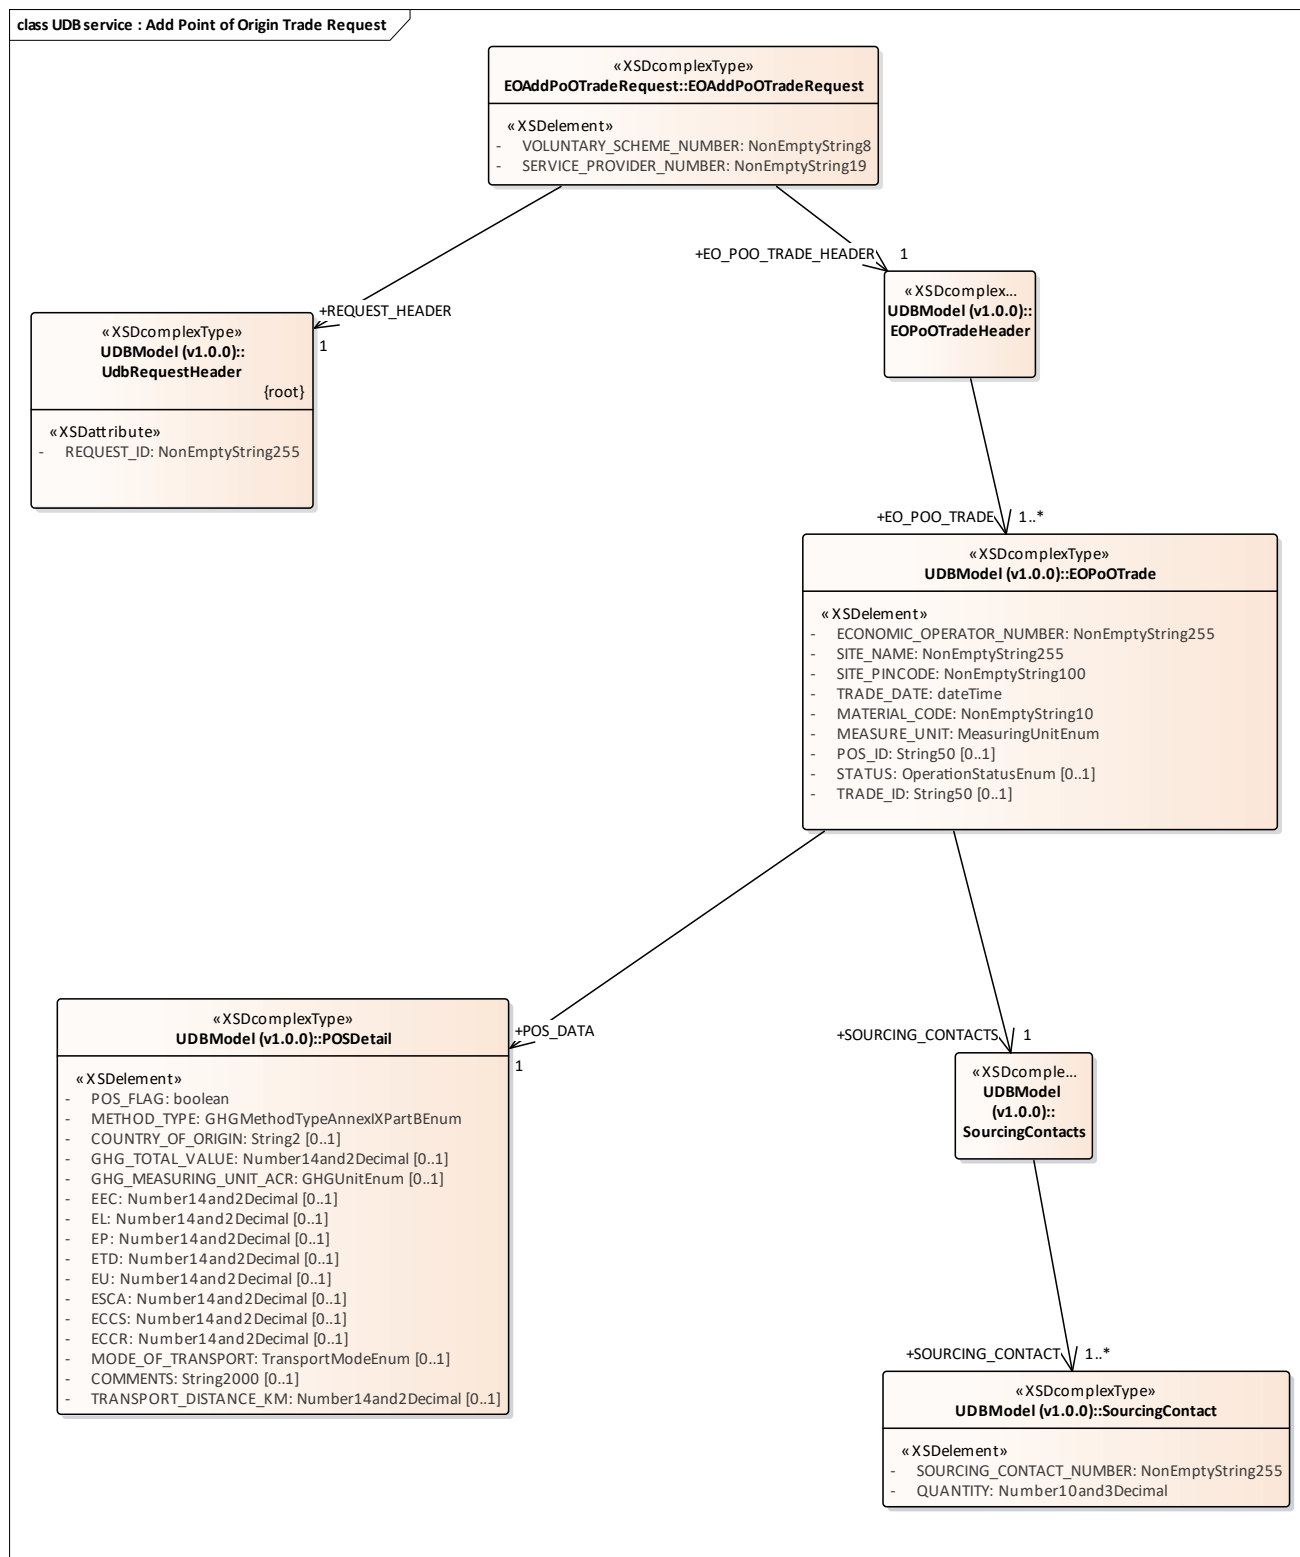 class UDB service : Add Point of Origin Trade Request
«XSDcomplexType»
EOAddPoOTradeRequest::EOAddPoOTradeRequest
«XSDelement»
- VOLUNTARY_SCHEME_NUMBER: NonEmptyString8
- SERVICE_PROVIDER_NUMBER: NonEmptyString19
+EO_POO_TRADE_HEADER 1
+REQUEST_HEADER
1
«XSDcomplex...
UDBModel (v1.0.0)::
EOPoOTradeHeader
«XSDcomplexType»
UDBModel (v1.0.0)::
UdbRequestHeader
{root}
«XSDattribute»
- REQUEST_ID: NonEmptyString255
+EO_POO_TRADE 1..*
«XSDcomplexType»
UDBModel (v1.0.0)::EOPoOTrade
«XSDelement»
- ECONOMIC_OPERATOR_NUMBER: NonEmptyString255
- SITE_NAME: NonEmptyString255
- SITE_PINCODE: NonEmptyString100
- TRADE_DATE: dateTime
- MATERIAL_CODE: NonEmptyString10
- MEASURE_UNIT: MeasuringUnitEnum
- POS_ID: String50 [0..1]
- STATUS: OperationStatusEnum [0..1]
- TRADE_ID: String50 [0..1]
+POS_DATA
1
«XSDcomplexType»
UDBModel (v1.0.0)::POSDetail
«XSDelement»
- POS_FLAG: boolean
- METHOD_TYPE: GHGMethodTypeAnnexIXPartBEnum
- COUNTRY_OF_ORIGIN: String2 [0..1]
- GHG_TOTAL_VALUE: Number14and2Decimal [0..1]
- GHG_MEASURING_UNIT_ACR: GHGUnitEnum [0..1]
- EEC: Number14and2Decimal [0..1]
- EL: Number14and2Decimal [0..1]
- EP: Number14and2Decimal [0..1]
- ETD: Number14and2Decimal [0..1]
- EU: Number14and2Decimal [0..1]
- ESCA: Number14and2Decimal [0..1]
- ECCS: Number14and2Decimal [0..1]
- ECCR: Number14and2Decimal [0..1]
- MODE_OF_TRANSPORT: TransportModeEnum [0..1]
- COMMENTS: String2000 [0..1]
- TRANSPORT_DISTANCE_KM: Number14and2Decimal [0..1]
+SOURCING_CONTACTS 1
«XSDcomple...
UDBModel
(v1.0.0)::
SourcingContacts
+SOURCING_CONTACT 1..*
«XSDcomplexType»
UDBModel (v1.0.0)::SourcingContact
«XSDelement»
- SOURCING_CONTACT_NUMBER: NonEmptyString255
- QUANTITY: Number10and3Decimal